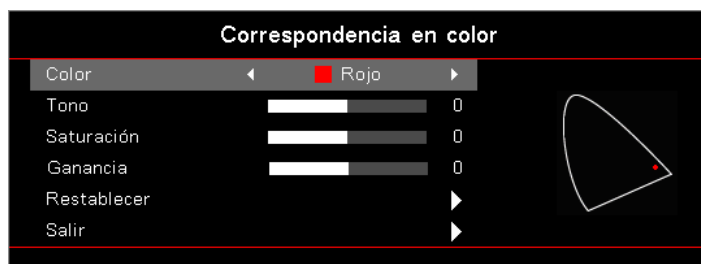 Correspondencia en color
Color Rojo
Tono 0
Saturación 0
Ganancia 0
Restablecer
Salir